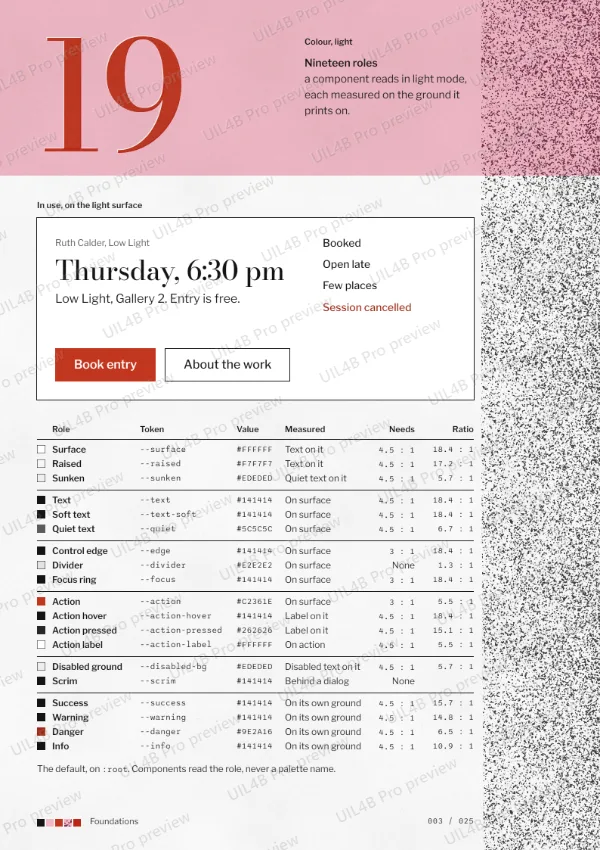 19
Colour, light
Nineteen roles
a component reads in light mode,
each measured on the ground it
prints on.
In use, on the light surface
Ruth Calder, Low Light
Thursday, 6:30 pm
Low Light, Gallery 2. Entry is free.
Booked
Open late
Few places
Session cancelled
Book entry
About the work
Role Token Value Measured Needs Ratio
Surface --surface #FFFFFF Text on it 4.5 : 1 18.4 : 1
Raised --raised #F7F7F7 Text on it 4.5 : 1 17.2 : 1
Sunken --sunken #EDEDED Quiet text on it 4.5 : 1 5.7 : 1
Text --text #141414 On surface 4.5 : 1 18.4 : 1
Soft text --text-soft #141414 On surface 4.5 : 1 18.4 : 1
Quiet text --quiet #5C5C5C On surface 4.5 : 1 6.7 : 1
Control edge --edge #141414 On surface 3 : 1 18.4 : 1
Divider --divider #E2E2E2 On surface None 1.3 : 1
Focus ring --focus #141414 On surface 3 : 1 18.4 : 1
Action --action #C2361E On surface 3 : 1 5.5 : 1
Action hover --action-hover #141414 Label on it 4.5 : 1 18.4 : 1
Action pressed --action-pressed #262626 Label on it 4.5 : 1 15.1 : 1
Action label --action-label #FFFFFF On action 4.5 : 1 5.5 : 1
Disabled ground --disabled-bg #EDEDED Disabled text on it 4.5 : 1 5.7 : 1
Scrim --scrim #141414 Behind a dialog None
Success --success #141414 On its own ground 4.5 : 1 15.7 : 1
Warning --warning #141414 On its own ground 4.5 : 1 14.8 : 1
Danger --danger #9E2A16 On its own ground 4.5 : 1 6.5 : 1
Info --info #141414 On its own ground 4.5 : 1 10.9 : 1
The default, on :root. Components read the role, never a palette name.
Foundations
003 / 025
UIL4B Pro preview